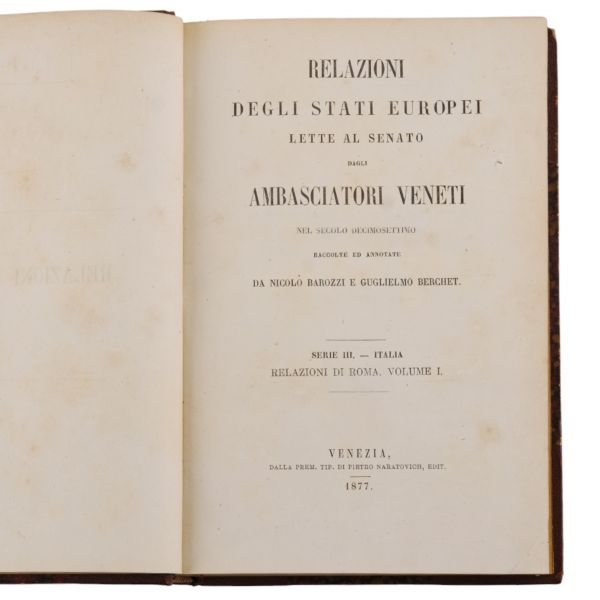 RELAZIONI
DEGLI STATI EUROPEI
LETTE AL SENATO
DAGLI
AMBASCIATORI VENETI
NEL SECOLO DECIMOSETTIMO
RACCOLTE ED ANNOTATE
DA NICOLÒ BAROZZI E GUGLIELMO BERCHET.
SERIE III. — ITALIA
RELAZIONI DI ROMA, VOLUME I.
VENEZIA,
DALLA PREM. TIP. DI PIETRO NARATOVICH, EDIT.
1877.